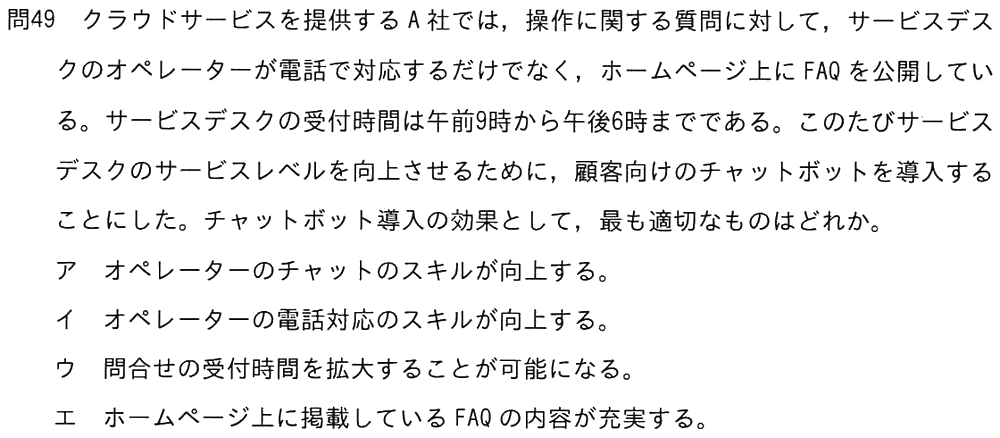 問49 クラウドサービスを提供するA社では，操作に関する質問に対して，サービスデス
クのオペレーターが電話で対応するだけでなく，ホームページ上にFAQを公開してい
る。サービスデスクの受付時間は午前9時から午後6時までである。このたびサービス
デスクのサービスレベルを向上させるために，顧客向けのチャットボットを導入する
ことにした。チャットボット導入の効果として，最も適切なものはどれか。
ア オペレーターのチャットのスキルが向上する。
イ オペレーターの電話対応のスキルが向上する。
ウ 問合せの受付時間を拡大することが可能になる。
エ ホームページ上に掲載しているFAQの内容が充実する。